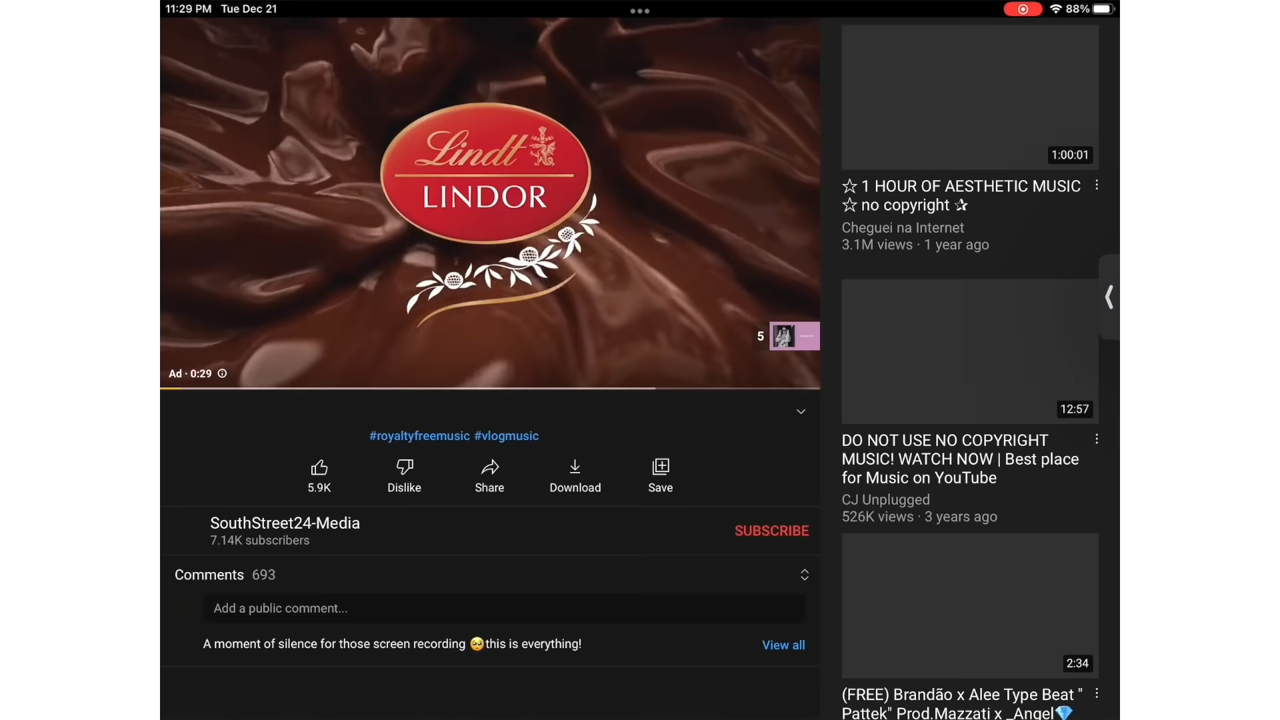 11:29 PM Tue Dec 21
88%
Lindt
LINDOR
5
Ad · 0:29
#royaltyfreemusic #vlogmusic
5.9K
Dislike
Share
Download
Save
SouthStreet24-Media
7.14K subscribers
SUBSCRIBE
Comments 693
Add a public comment...
A moment of silence for those screen recording 🥺this is everything!
View all
1:00:01
☆ 1 HOUR OF AESTHETIC MUSIC
☆ no copyright ✰
Cheguei na Internet
3.1M views · 1 year ago
12:57
DO NOT USE NO COPYRIGHT
MUSIC! WATCH NOW | Best place
for Music on YouTube
CJ Unplugged
526K views · 3 years ago
2:34
(FREE) Brandão x Alee Type Beat "
Pattek" Prod.Mazzati x _Angel💎